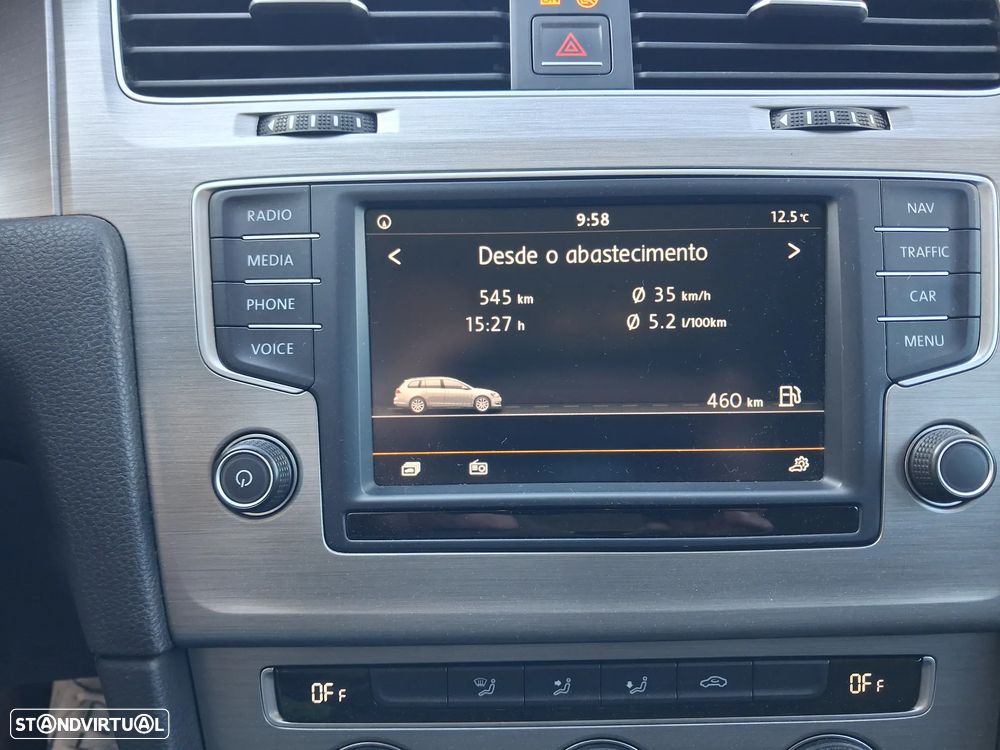 RADIO
MEDIA
PHONE
VOICE
9:58
12.5°C
< Desde o abastecimento >
545 km Ø 35 km/h
15:27 h Ø 5.2 l/100km
460 km
NAV
TRAFFIC
CAR
MENU
OFF
OFF
STANDVIRTUAL